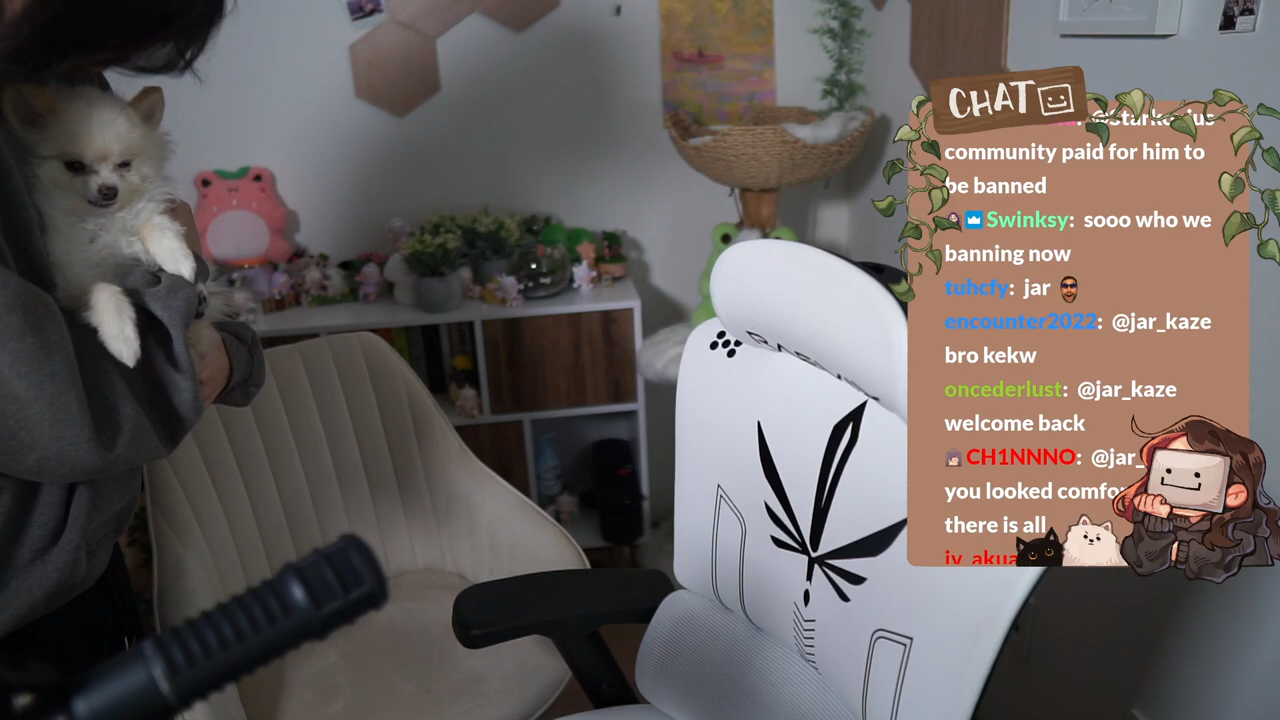 CHAT
community paid for him to
be banned
Swinksy: sooo who we
banning now
tuhcfy: jar
encounter2022: @jar_kaze
bro kekw
oncederlust: @jar_kaze
welcome back
CH1NNNO: @jar_
you looked
there is all